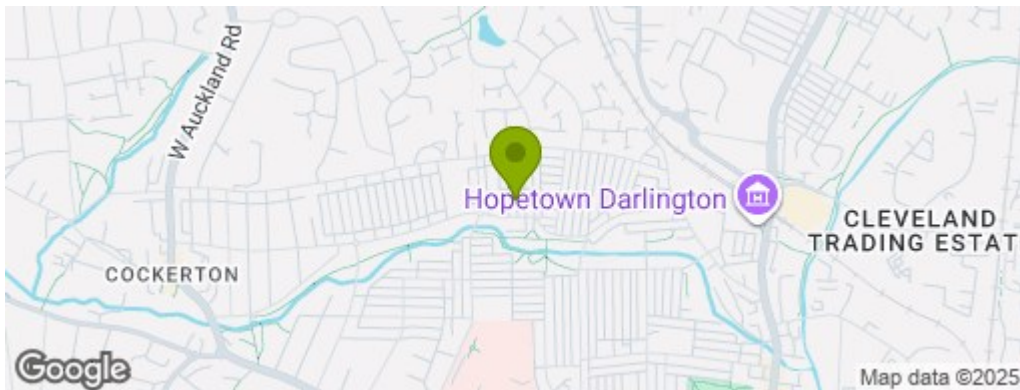 W Auckland Rd
Hopetown Darlington
CLEVELAND
TRADING ESTAT
COCKERTON
Google
Map data ©2025